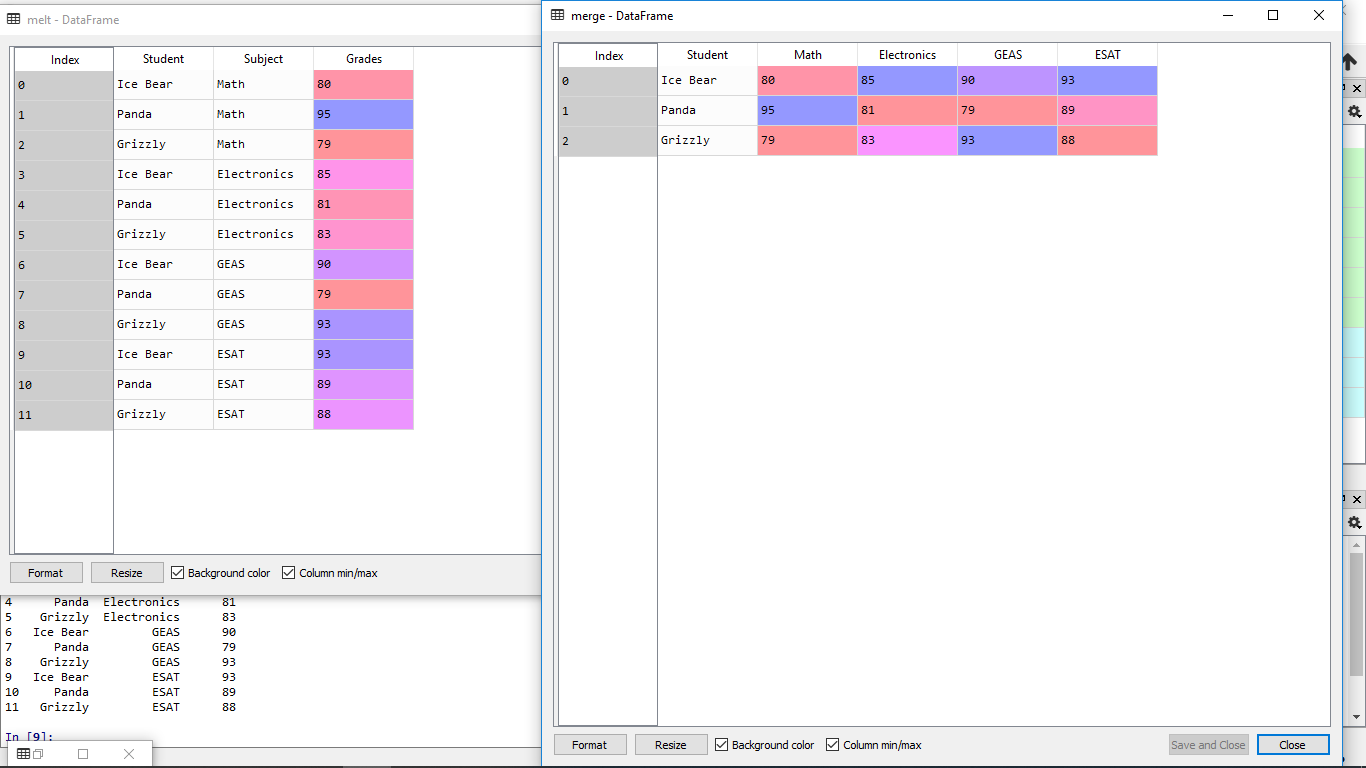 melt - DataFrame
Index Student Subject Grades
0 Ice Bear Math 80
1 Panda Math 95
2 Grizzly Math 79
3 Ice Bear Electronics 85
4 Panda Electronics 81
5 Grizzly Electronics 83
6 Ice Bear GEAS 90
7 Panda GEAS 79
8 Grizzly GEAS 93
9 Ice Bear ESAT 93
10 Panda ESAT 89
11 Grizzly ESAT 88
Format Resize Background color Column min/max
4 Panda Electronics 81
5 Grizzly Electronics 83
6 Ice Bear GEAS 90
7 Panda GEAS 79
8 Grizzly GEAS 93
9 Ice Bear ESAT 93
10 Panda ESAT 89
11 Grizzly ESAT 88
In [9]:
merge - DataFrame
Index Student Math Electronics GEAS ESAT
0 Ice Bear 80 85 90 93
1 Panda 95 81 79 89
2 Grizzly 79 83 93 88
Format Resize Background color Column min/max Save and Close Close